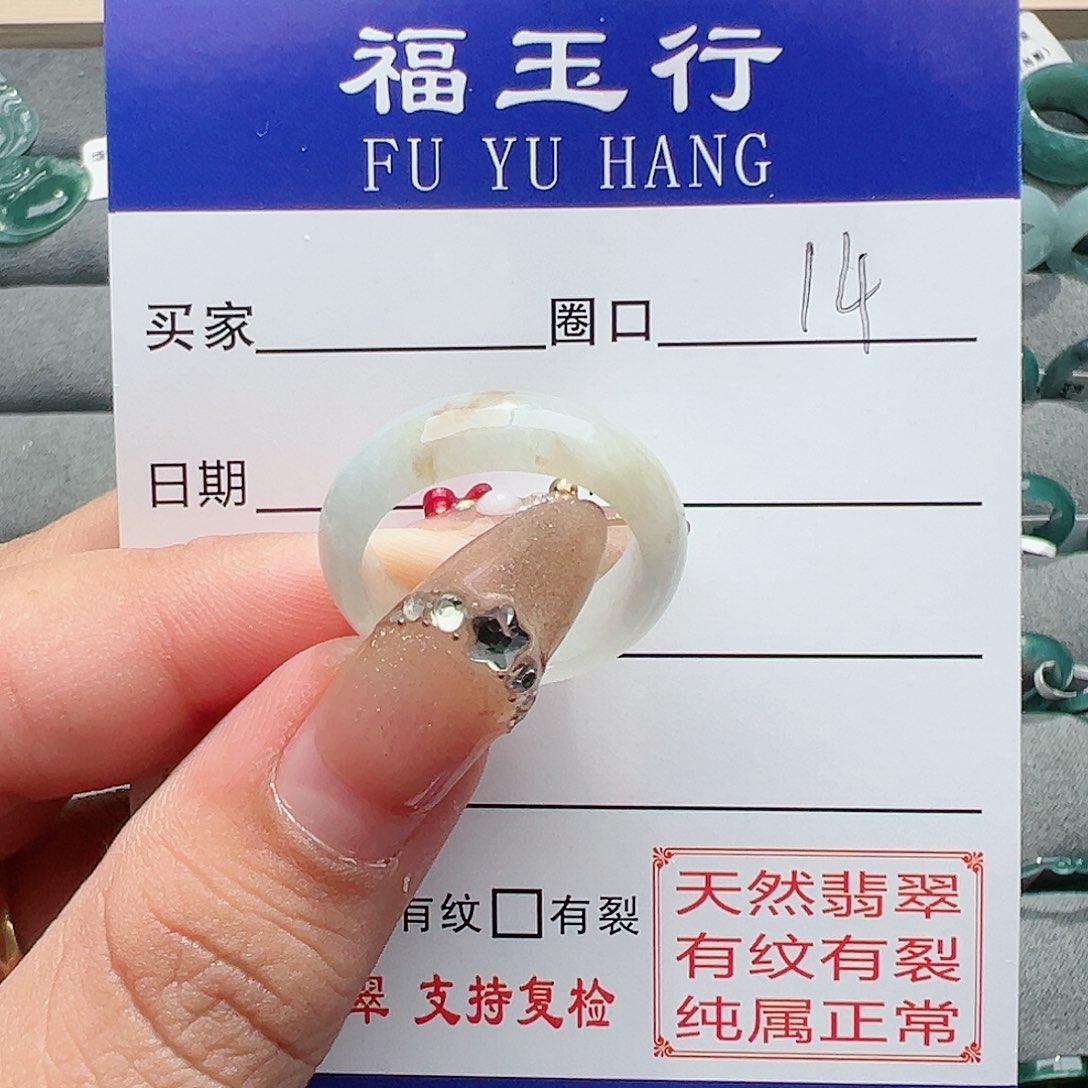 福玉行
FU YU HANG
买家 圈口 14
日期
有纹□有裂
翠 支持复检
天然翡翠
有纹有裂
纯属正常